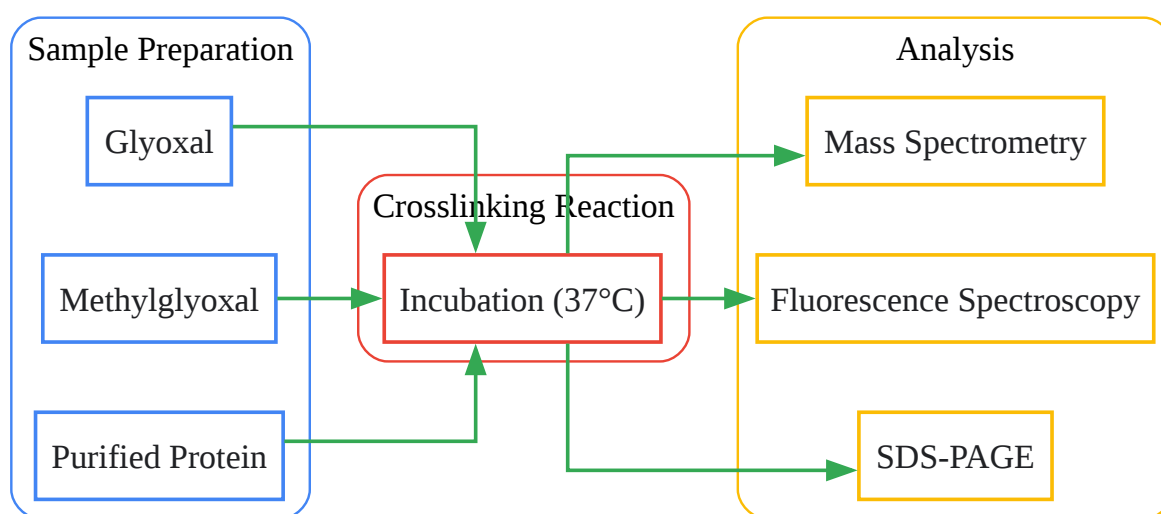 Sample Preparation
Glyoxal
Methylglyoxal
Purified Protein
Crosslinking Reaction
Incubation (37°C)
Analysis
Mass Spectrometry
Fluorescence Spectroscopy
SDS-PAGE